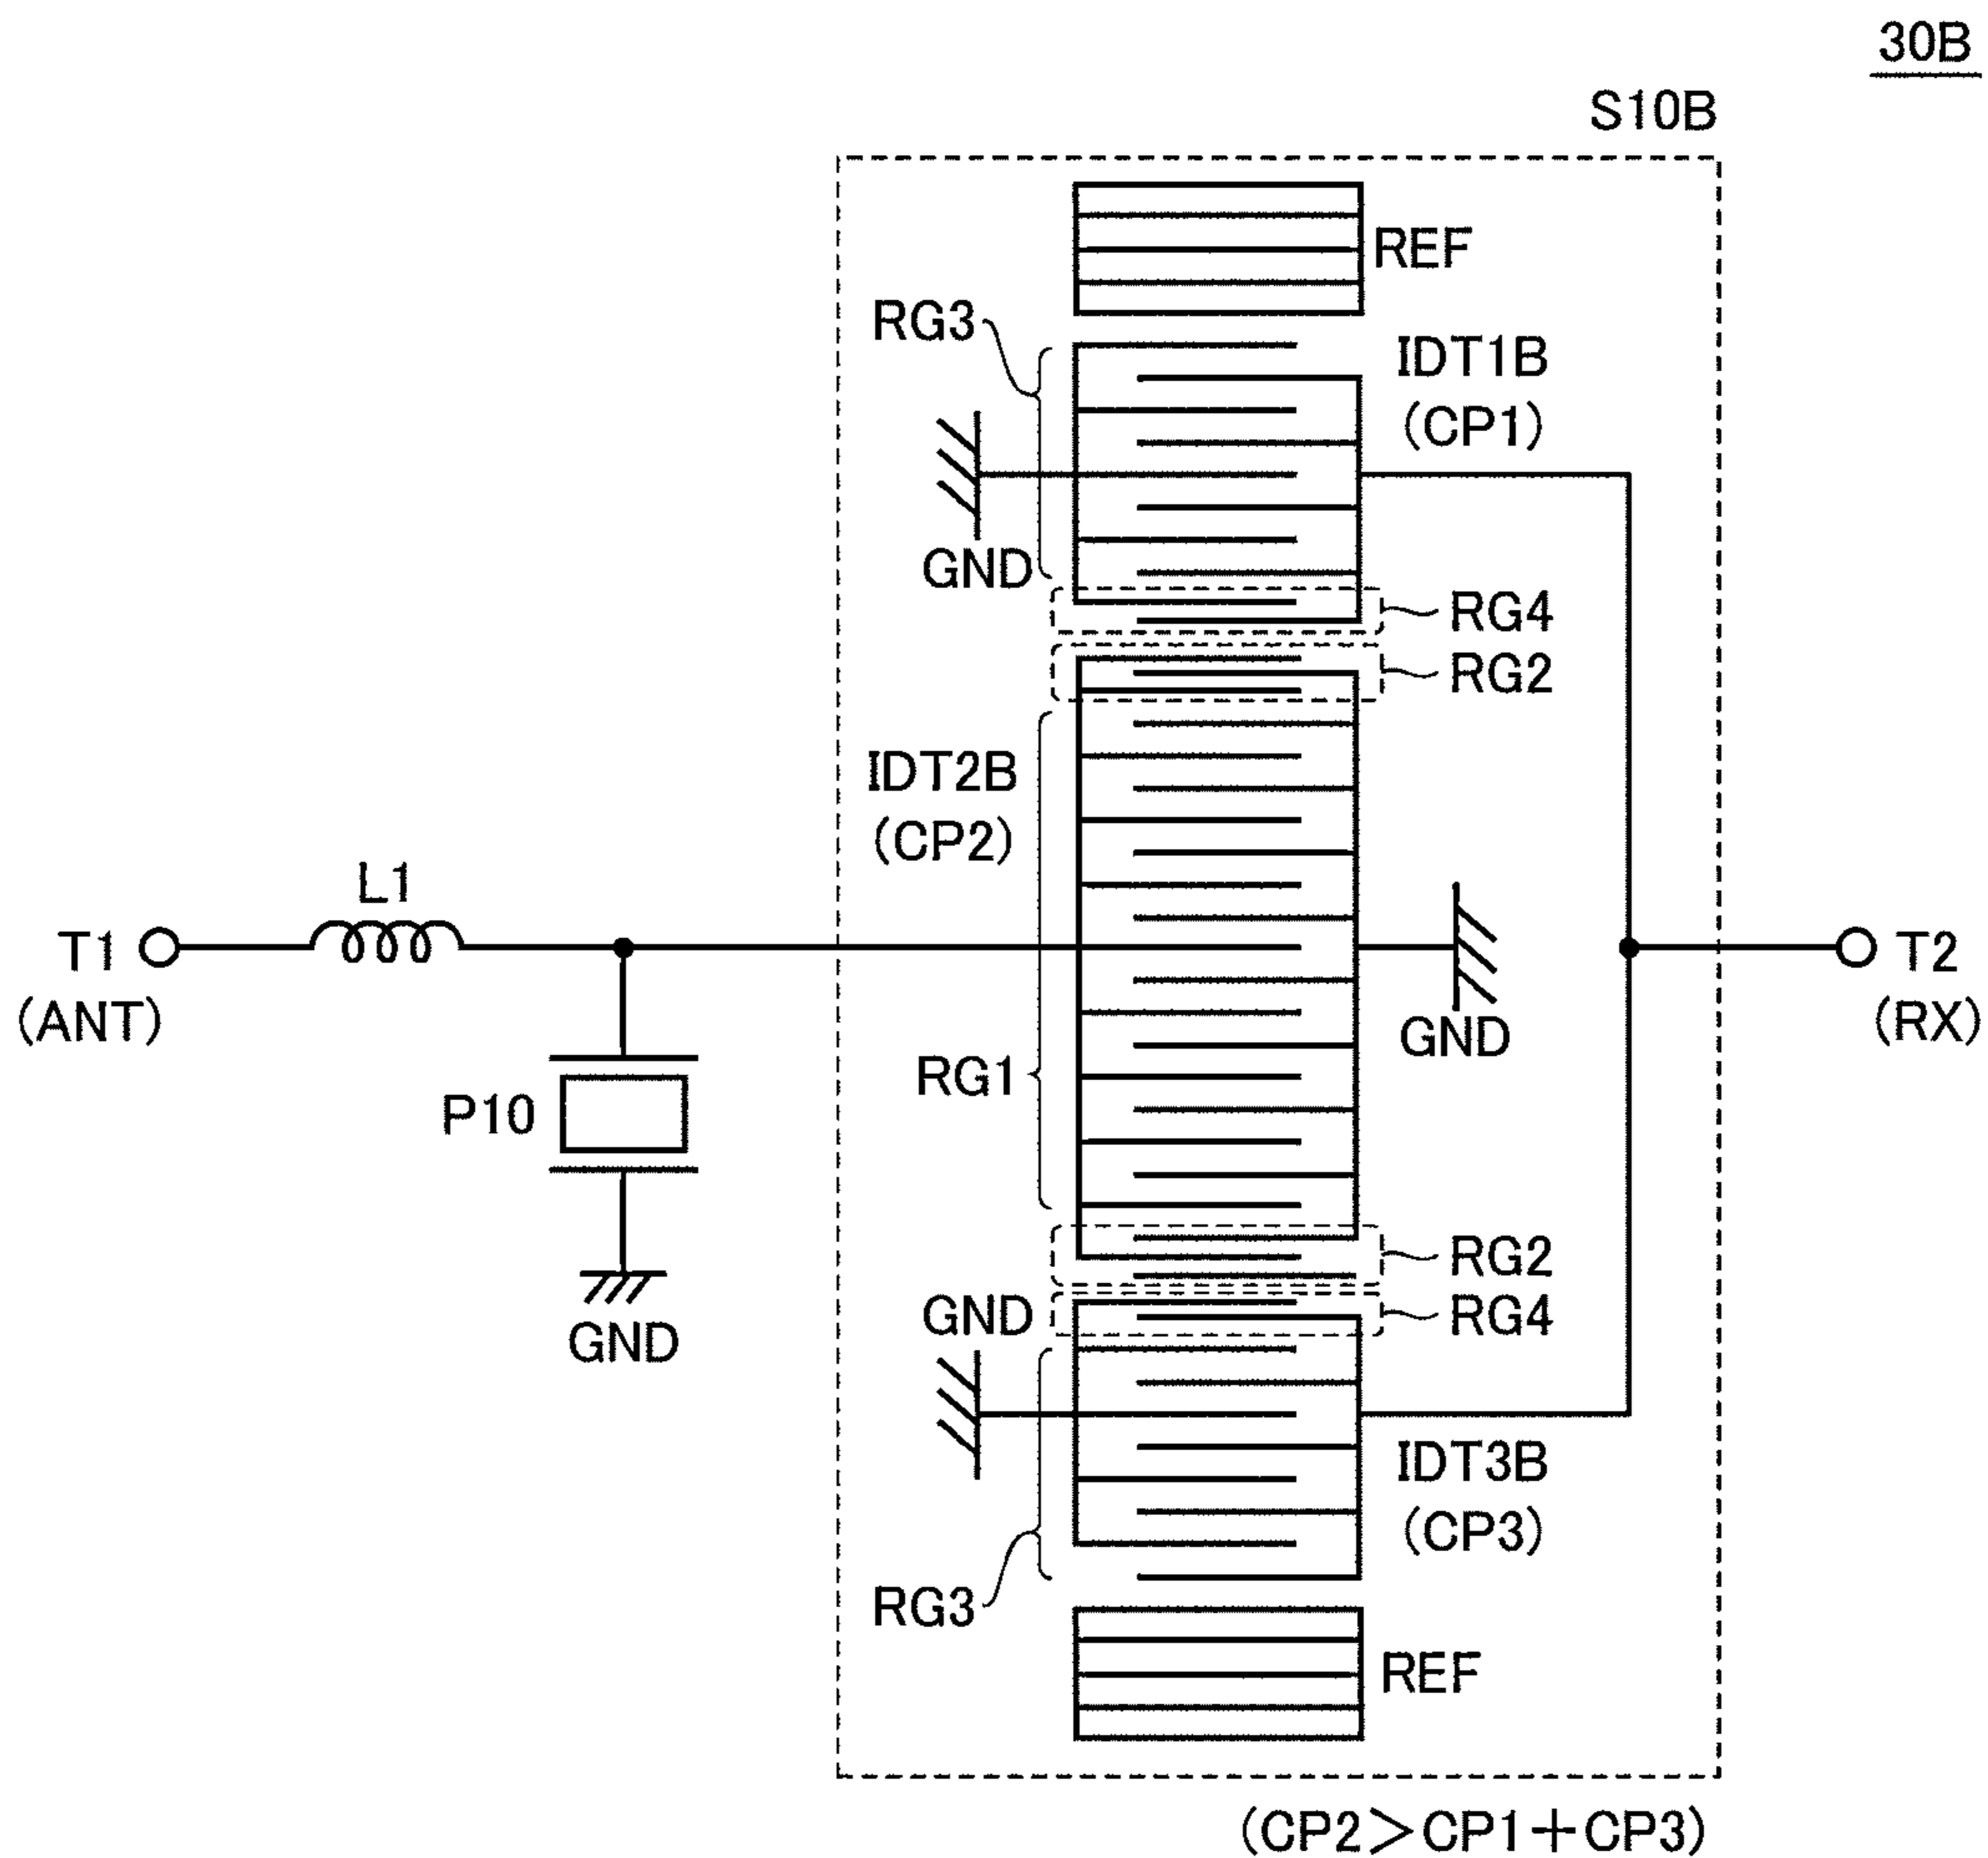 30B
S10B
REF
RG3
IDT1B
(CP1)
GND
RG4
RG2
IDT2B
(CP2)
L1
T1
(ANT)
T2
(RX)
GND
RG1
P10
RG2
GND
RG4
GND
IDT3B
(CP3)
RG3
REF
(CP2>CP1+CP3)